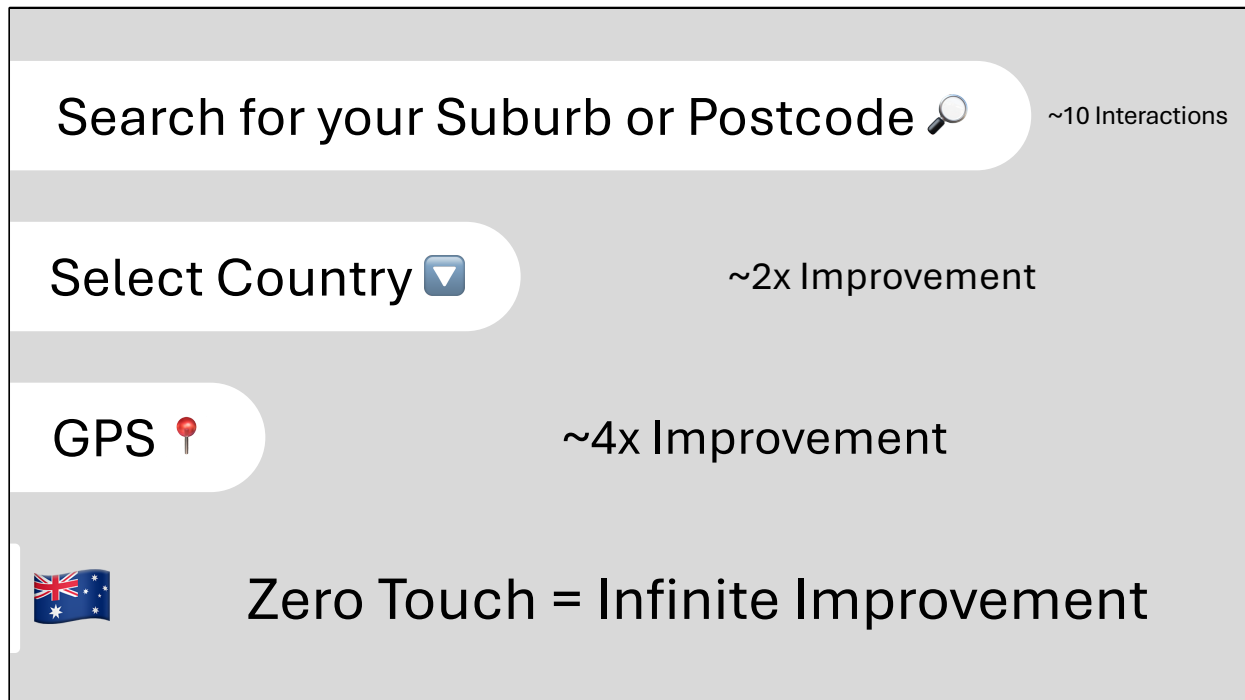 Search for your Suburb or Postcode 🔎 ~10 Interactions
Select Country 🔽 ~2x Improvement
GPS 📍 ~4x Improvement
🇦🇺 Zero Touch = Infinite Improvement